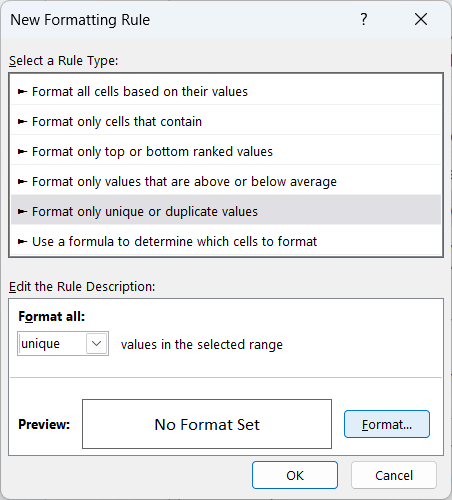 New Formatting Rule ?
Select a Rule Type:
► Format all cells based on their values
► Format only cells that contain
► Format only top or bottom ranked values
► Format only values that are above or below average
► Format only unique or duplicate values
► Use a formula to determine which cells to format
Edit the Rule Description:
Format all:
unique values in the selected range
Preview: No Format Set Format...
OK Cancel